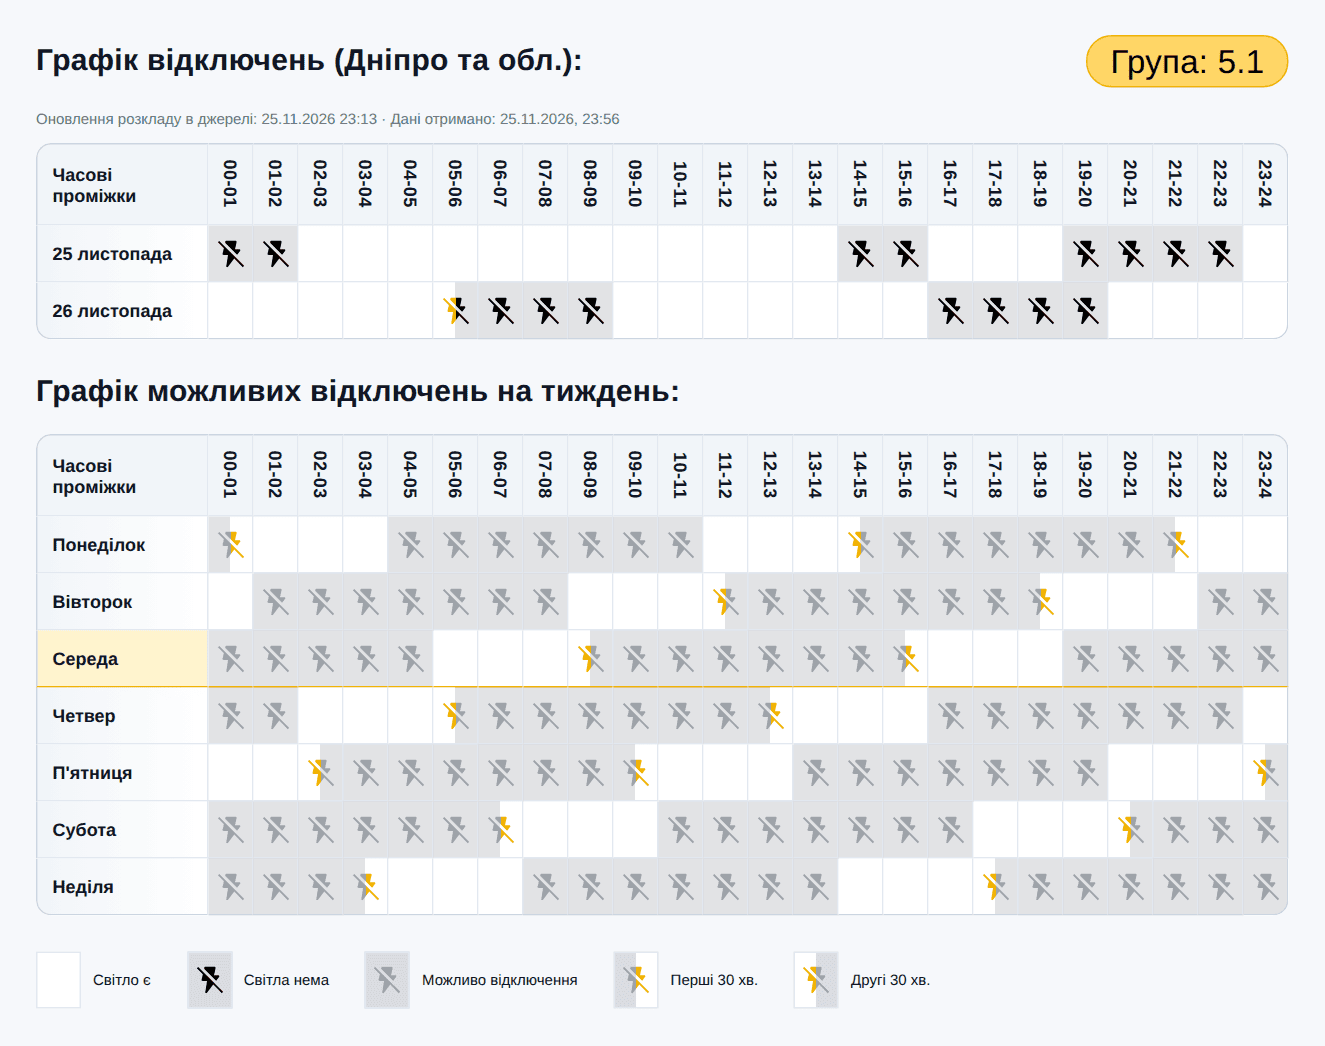 Графік відключень (Дніпро та обл.):
Група: 5.1
Оновлення розкладу в джерелі: 25.11.2026 23:13 · Дані отримано: 25.11.2026, 23:56
Часові проміжки 00-01 01-02 02-03 03-04 04-05 05-06 06-07 07-08 08-09 09-10 10-11 11-12 12-13 13-14 14-15 15-16 16-17 17-18 18-19 19-20 20-21 21-22 22-23 23-24
25 листопада
26 листопада
Графік можливих відключень на тиждень:
Часові проміжки 00-01 01-02 02-03 03-04 04-05 05-06 06-07 07-08 08-09 09-10 10-11 11-12 12-13 13-14 14-15 15-16 16-17 17-18 18-19 19-20 20-21 21-22 22-23 23-24
Понеділок
Вівторок
Середа
Четвер
П'ятниця
Субота
Неділя
Світло є Світла нема Можливо відключення Перші 30 хв. Другі 30 хв.